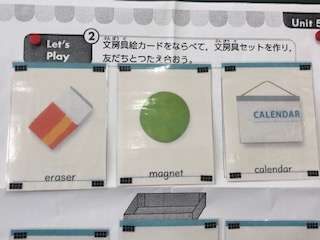 Unit 5
Let's
Play
② 文房具絵カードをならべて，文房具セットを作り，
友だちとつたえ合おう。
CALENDAR
eraser
magnet
calendar